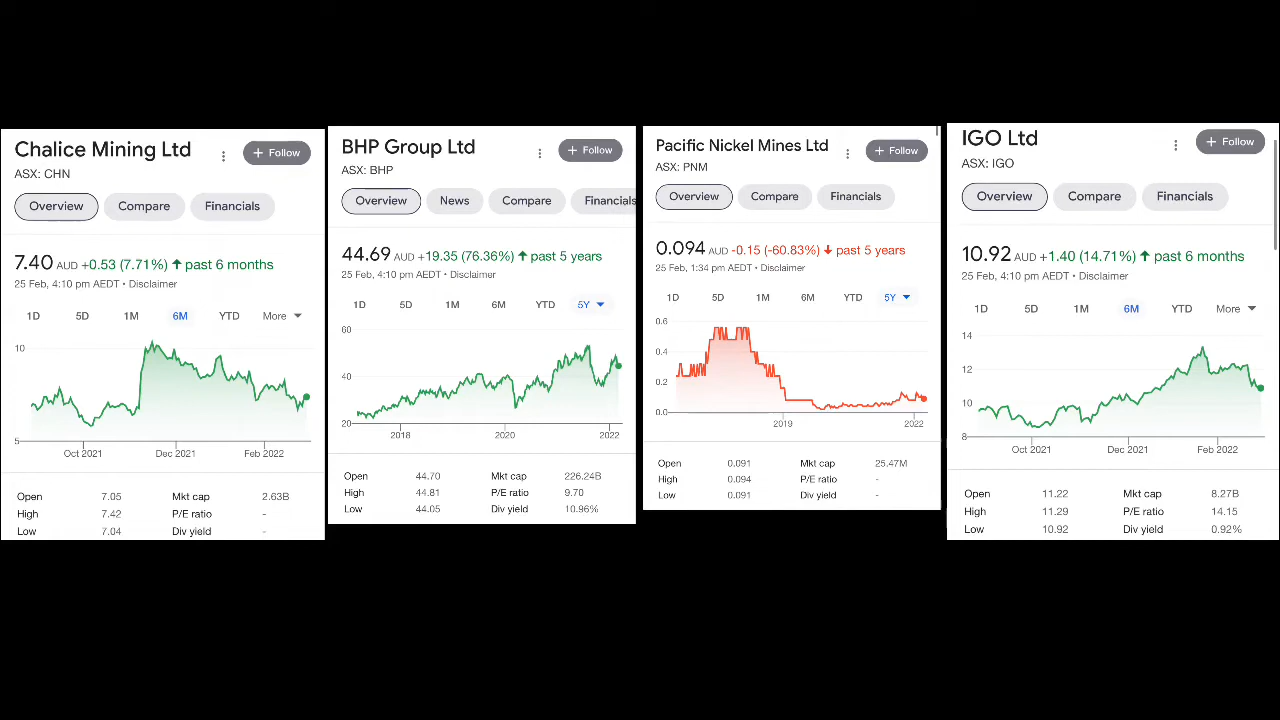 Chalice Mining Ltd
+ Follow
ASX: CHN
Overview Compare Financials
7.40 AUD +0.53 (7.71%) ↑ past 6 months
25 Feb, 4:10 pm AEDT • Disclaimer
1D 5D 1M 6M YTD More
10
5
Oct 2021 Dec 2021 Feb 2022
Open 7.05 Mkt cap 2.63B
High 7.42 P/E ratio -
Low 7.04 Div yield -
BHP Group Ltd
+ Follow
ASX: BHP
Overview News Compare Financials
44.69 AUD +19.35 (76.36%) ↑ past 5 years
25 Feb, 4:10 pm AEDT • Disclaimer
1D 5D 1M 6M YTD 5Y
60
40
20
2018 2020 2022
Open 44.70 Mkt cap 226.24B
High 44.81 P/E ratio 9.70
Low 44.05 Div yield 10.96%
Pacific Nickel Mines Ltd
+ Follow
ASX: PNM
Overview Compare Financials
0.094 AUD -0.15 (-60.83%) ↓ past 5 years
25 Feb, 1:34 pm AEDT • Disclaimer
1D 5D 1M 6M YTD 5Y
0.6
0.4
0.2
0.0
2019 2022
Open 0.091 Mkt cap 25.47M
High 0.094 P/E ratio -
Low 0.091 Div yield -
IGO Ltd
+ Follow
ASX: IGO
Overview Compare Financials
10.92 AUD +1.40 (14.71%) ↑ past 6 months
25 Feb, 4:10 pm AEDT • Disclaimer
1D 5D 1M 6M YTD More
14
12
10
8
Oct 2021 Dec 2021 Feb 2022
Open 11.22 Mkt cap 8.27B
High 11.29 P/E ratio 14.15
Low 10.92 Div yield 0.92%